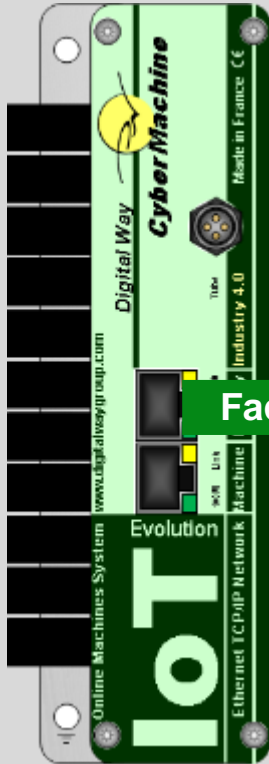 Digital Way
CyberMachine
www.digitalwaygroup.com
Online Machines System
Evolution
IoT
Link
Tube
Made in France CE
Industry 4.0
Ethernet TCP/IP Network Machine
Fac